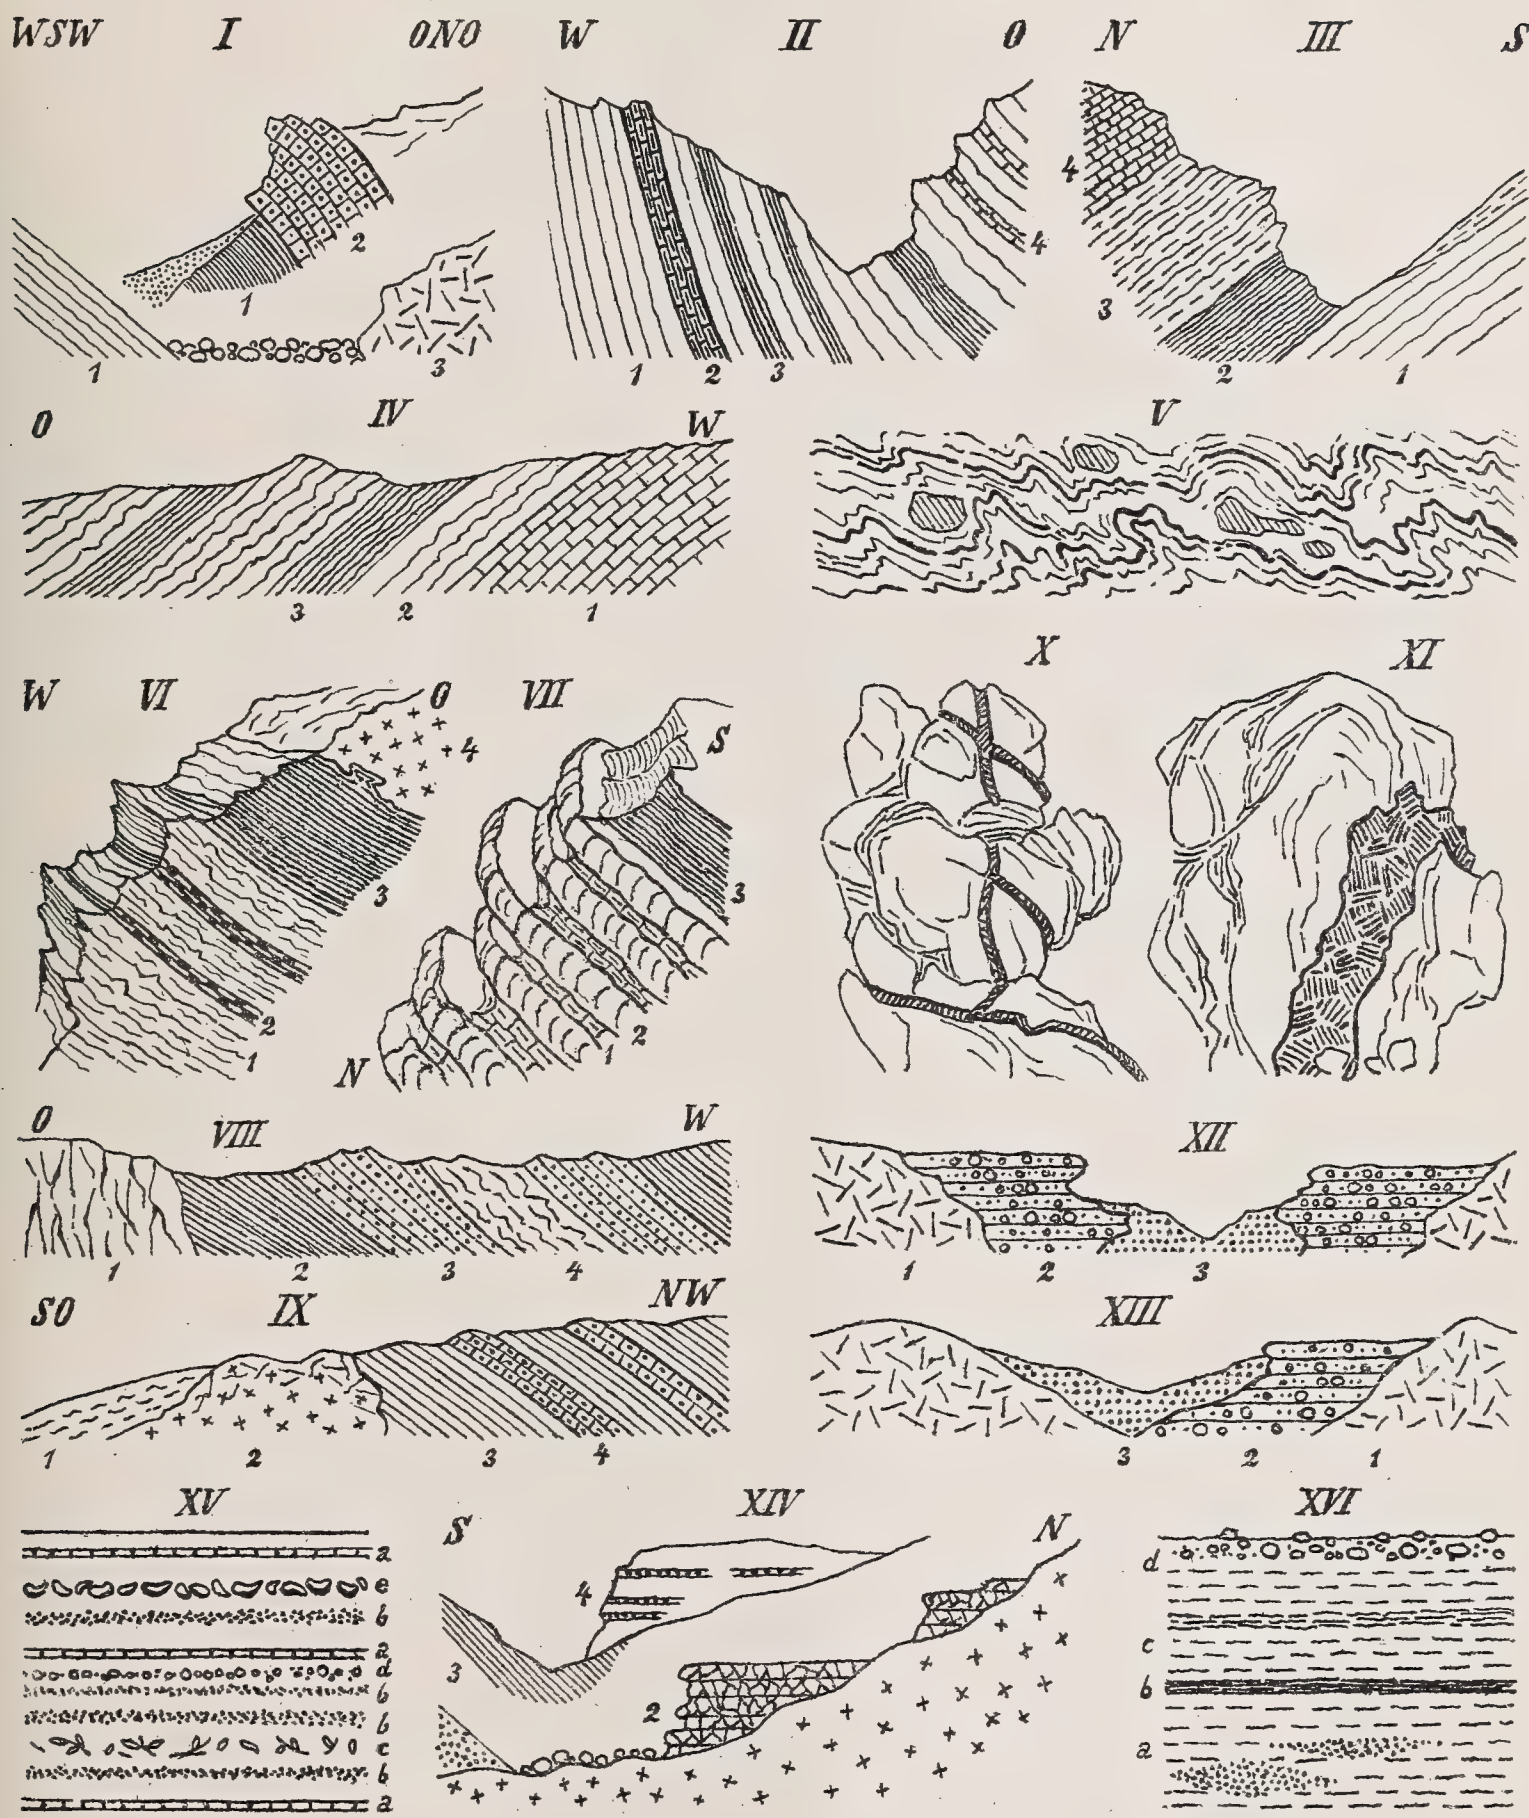 WSW I ONO W II O N III S
4
2 4
1 3
1 3 1 2 3 2 1
O IV W V
3 2 1
X XI
W VI O VII
4 S
3 3
2 2
1 1
N
O VIII W XII
1 2 3 4 1 2 3
SO IX NW XIII
1 2 3 4 3 2 1
XV XIV XVI
S N
a d
e 4
b
a c
d 3 b
b 2
b a
c
b
a